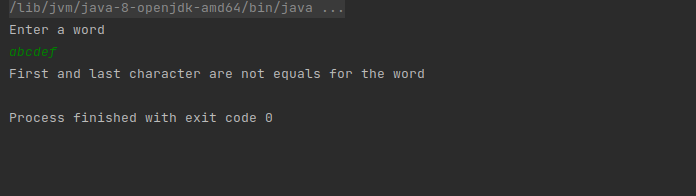 /lib/jvm/java-8-openjdk-amd64/bin/java ...
Enter a word
abcdef
First and last character are not equals for the word
Process finished with exit code 0